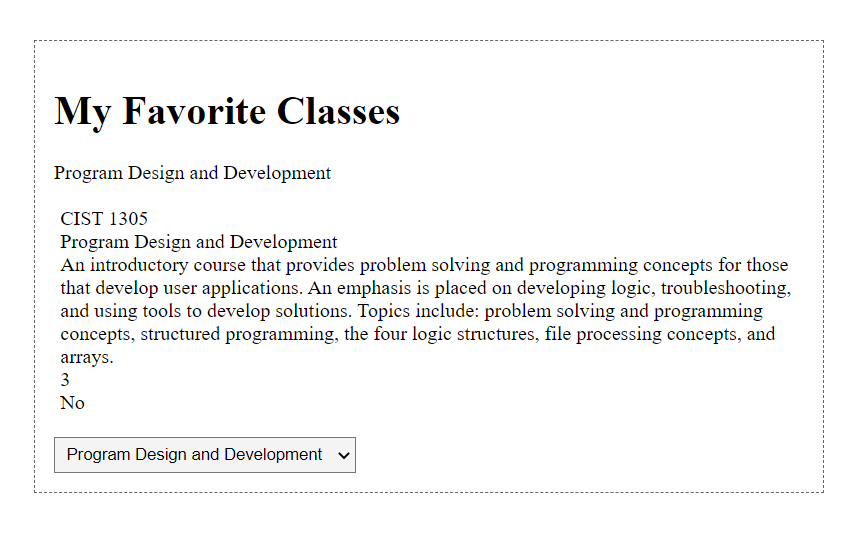 My Favorite Classes
Program Design and Development
CIST 1305
Program Design and Development
An introductory course that provides problem solving and programming concepts for those
that develop user applications. An emphasis is placed on developing logic, troubleshooting,
and using tools to develop solutions. Topics include: problem solving and programming
concepts, structured programming, the four logic structures, file processing concepts, and
arrays.
3
No
Program Design and Development